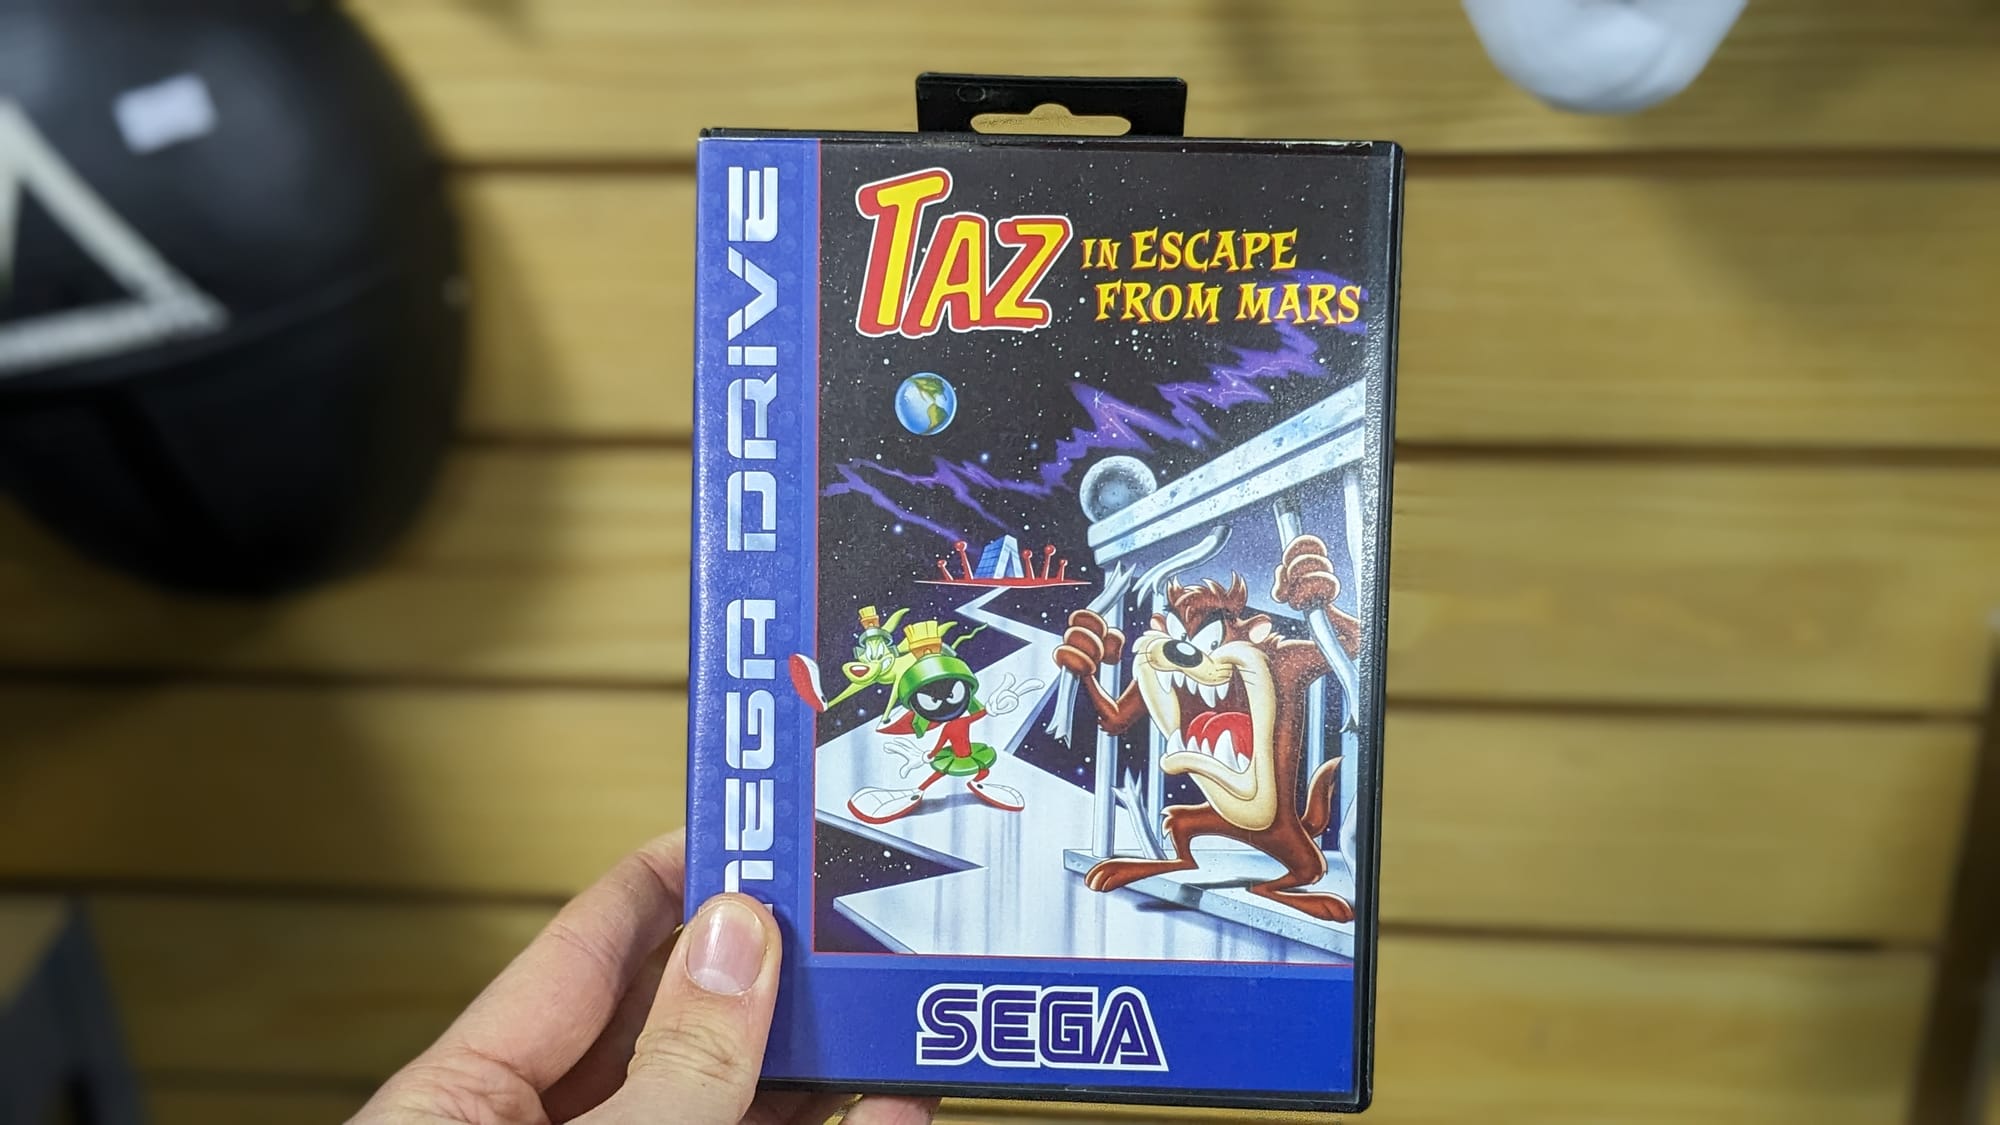 MEGA DRIVE
TAZ IN ESCAPE
FROM MARS
SEGA